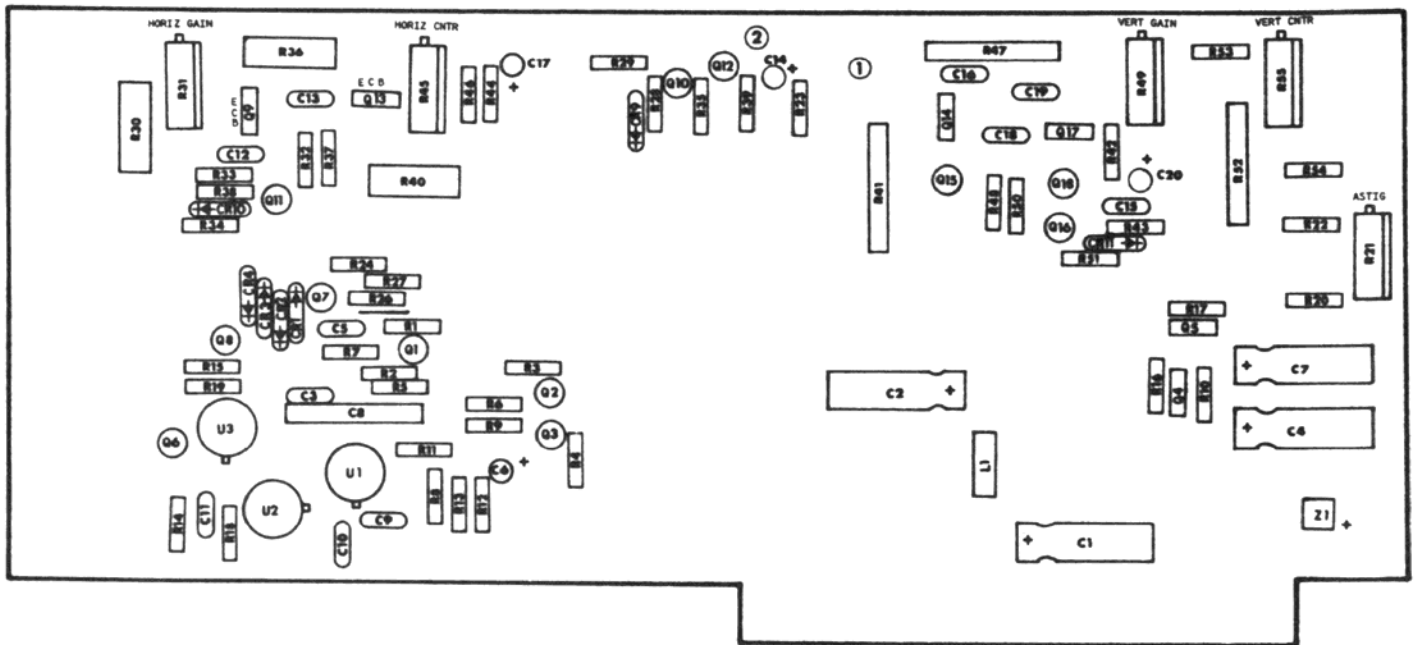 HORIZ GAIN
HORIZ CNTR
VERT GAIN
VERT CNTR
R31
R36
R45
R46
R44
C17
R29
Q12
2
C14
+
1
R47
C16
R49
R53
R55
R30
E C B
Q9
C13
E C B
Q13
+
CR9
R28
Q10
R35
R39
R23
Q14
C19
C18
Q17
R42
R52
C12
R32
R37
R33
R38
CR10
R34
Q11
R40
R41
Q15
R48
R50
Q18
Q16
+
C20
C15
R43
CR11
R51
R54
ASTIG
R22
R21
R20
R24
R27
R26
CR4
CR3
CR2
CR1
Q7
C5
R1
Q8
R7
Q1
R15
R2
R19
R5
R3
Q2
C3
C8
R6
R9
Q3
R4
U3
Q6
R11
U1
C6
+
R8
R13
R12
U2
C9
R14
C11
R18
C10
R17
Q5
R16
Q4
R10
+
C7
C2
+
+
C4
L1
+
C1
Z1
+